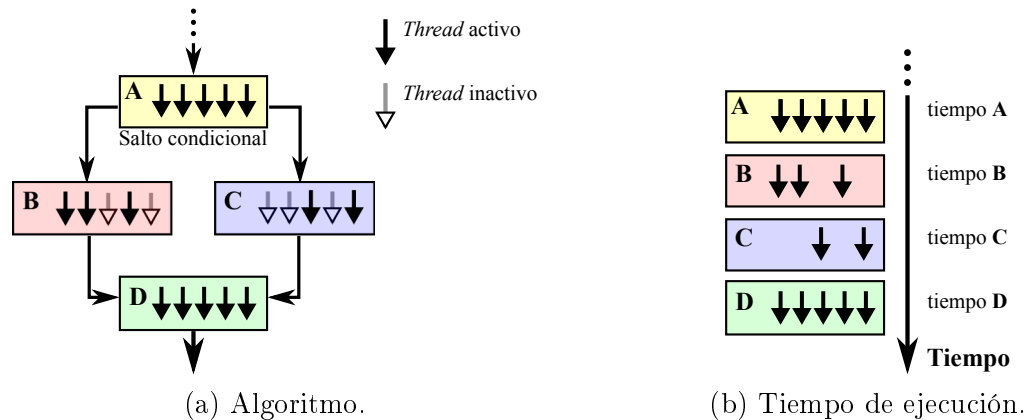 Thread activo
A
Thread inactivo
Salto condicional
B
C
D
(a) Algoritmo.
A
tiempo A
B
tiempo B
C
tiempo C
D
tiempo D
Tiempo
(b) Tiempo de ejecución.